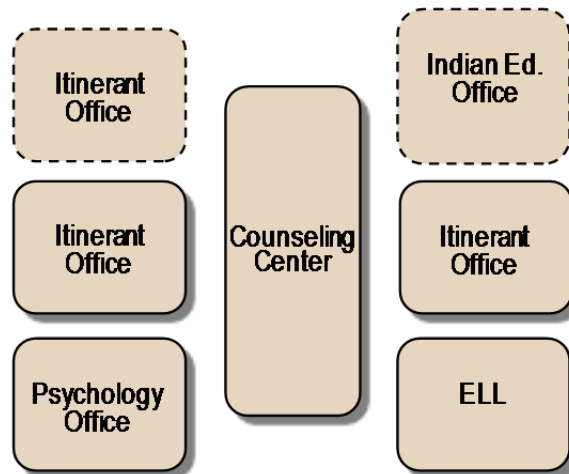 Itinerant
Office
Itinerant
Office
Psychology
Office
Counseling
Center
Indian Ed.
Office
Itinerant
Office
ELL